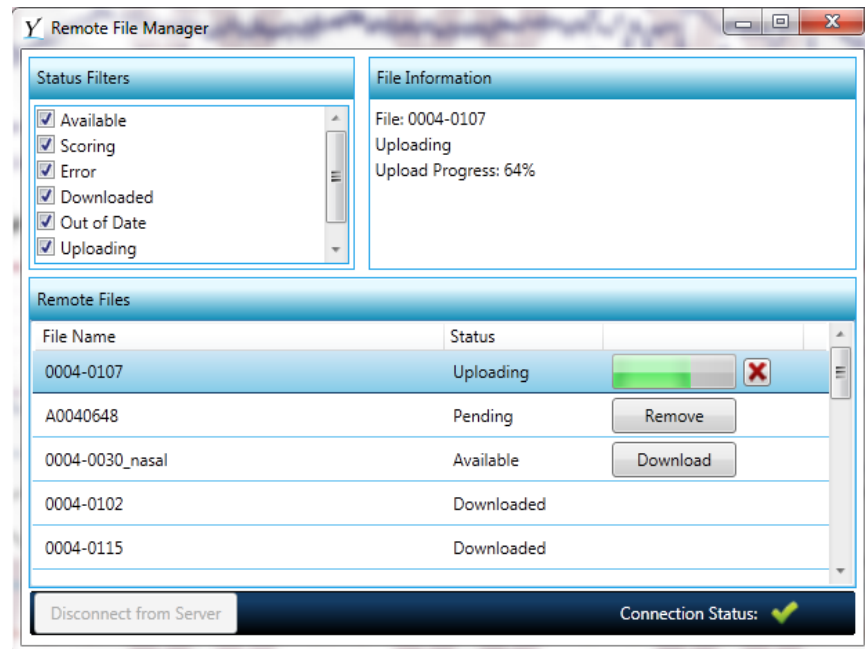 Y Remote File Manager
Status Filters
Available
Scoring
Error
Downloaded
Out of Date
Uploading
File Information
File: 0004-0107
Uploading
Upload Progress: 64%
Remote Files
File Name Status
0004-0107 Uploading
A0040648 Pending Remove
0004-0030_nasal Available Download
0004-0102 Downloaded
0004-0115 Downloaded
Disconnect from Server Connection Status: